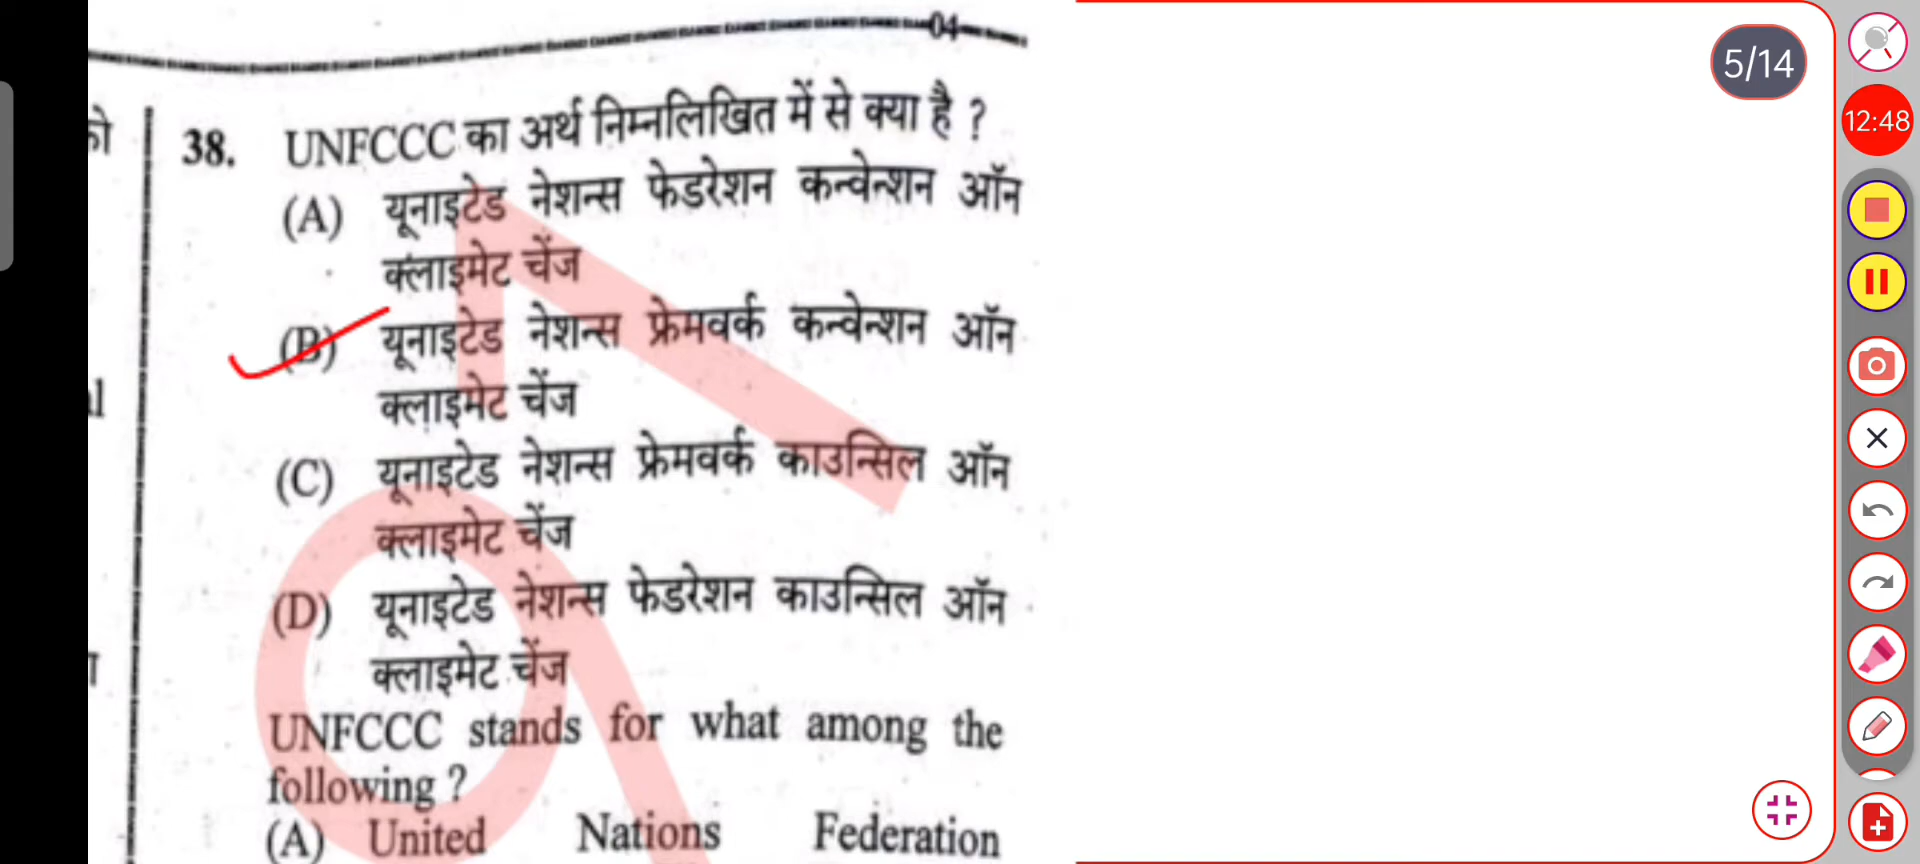 04
5/14
12:48
38. UNFCCC का अर्थ निम्नलिखित में से क्या है ?
(A) यूनाइटेड नेशन्स फेडरेशन कन्वेन्शन ऑन
क्लाइमेट चेंज
(B) यूनाइटेड नेशन्स फ्रेमवर्क कन्वेन्शन ऑन
क्लाइमेट चेंज
(C) यूनाइटेड नेशन्स फ्रेमवर्क काउन्सिल ऑन
क्लाइमेट चेंज
(D) यूनाइटेड नेशन्स फेडरेशन काउन्सिल ऑन
क्लाइमेट चेंज
UNFCCC stands for what among the
following ?
(A) United Nations Federation